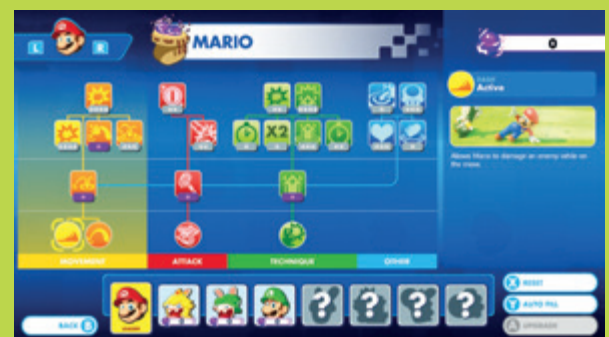 L R
MARIO
0
DASH
Active
Allows Mario to damage an enemy while on
the move.
X2
MOVEMENT
ATTACK
TECHNIQUE
OTHER
? ? ? ?
BACK B
X RESET
Y AUTO FILL
A UPGRADE